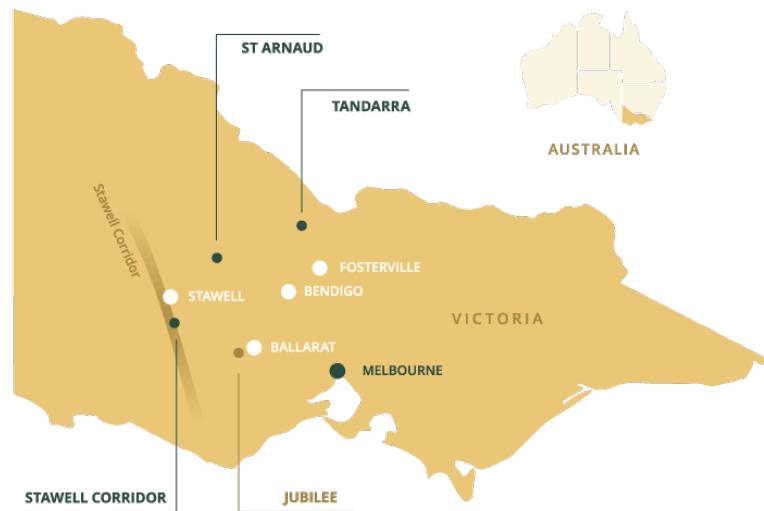 ST ARNAUD
TANDARRA
AUSTRALIA
Stawell Corridor
FOSTERVILLE
STAWELL
BENDIGO
VICTORIA
BALLARAT
MELBOURNE
STAWELL CORRIDOR
JUBILEE